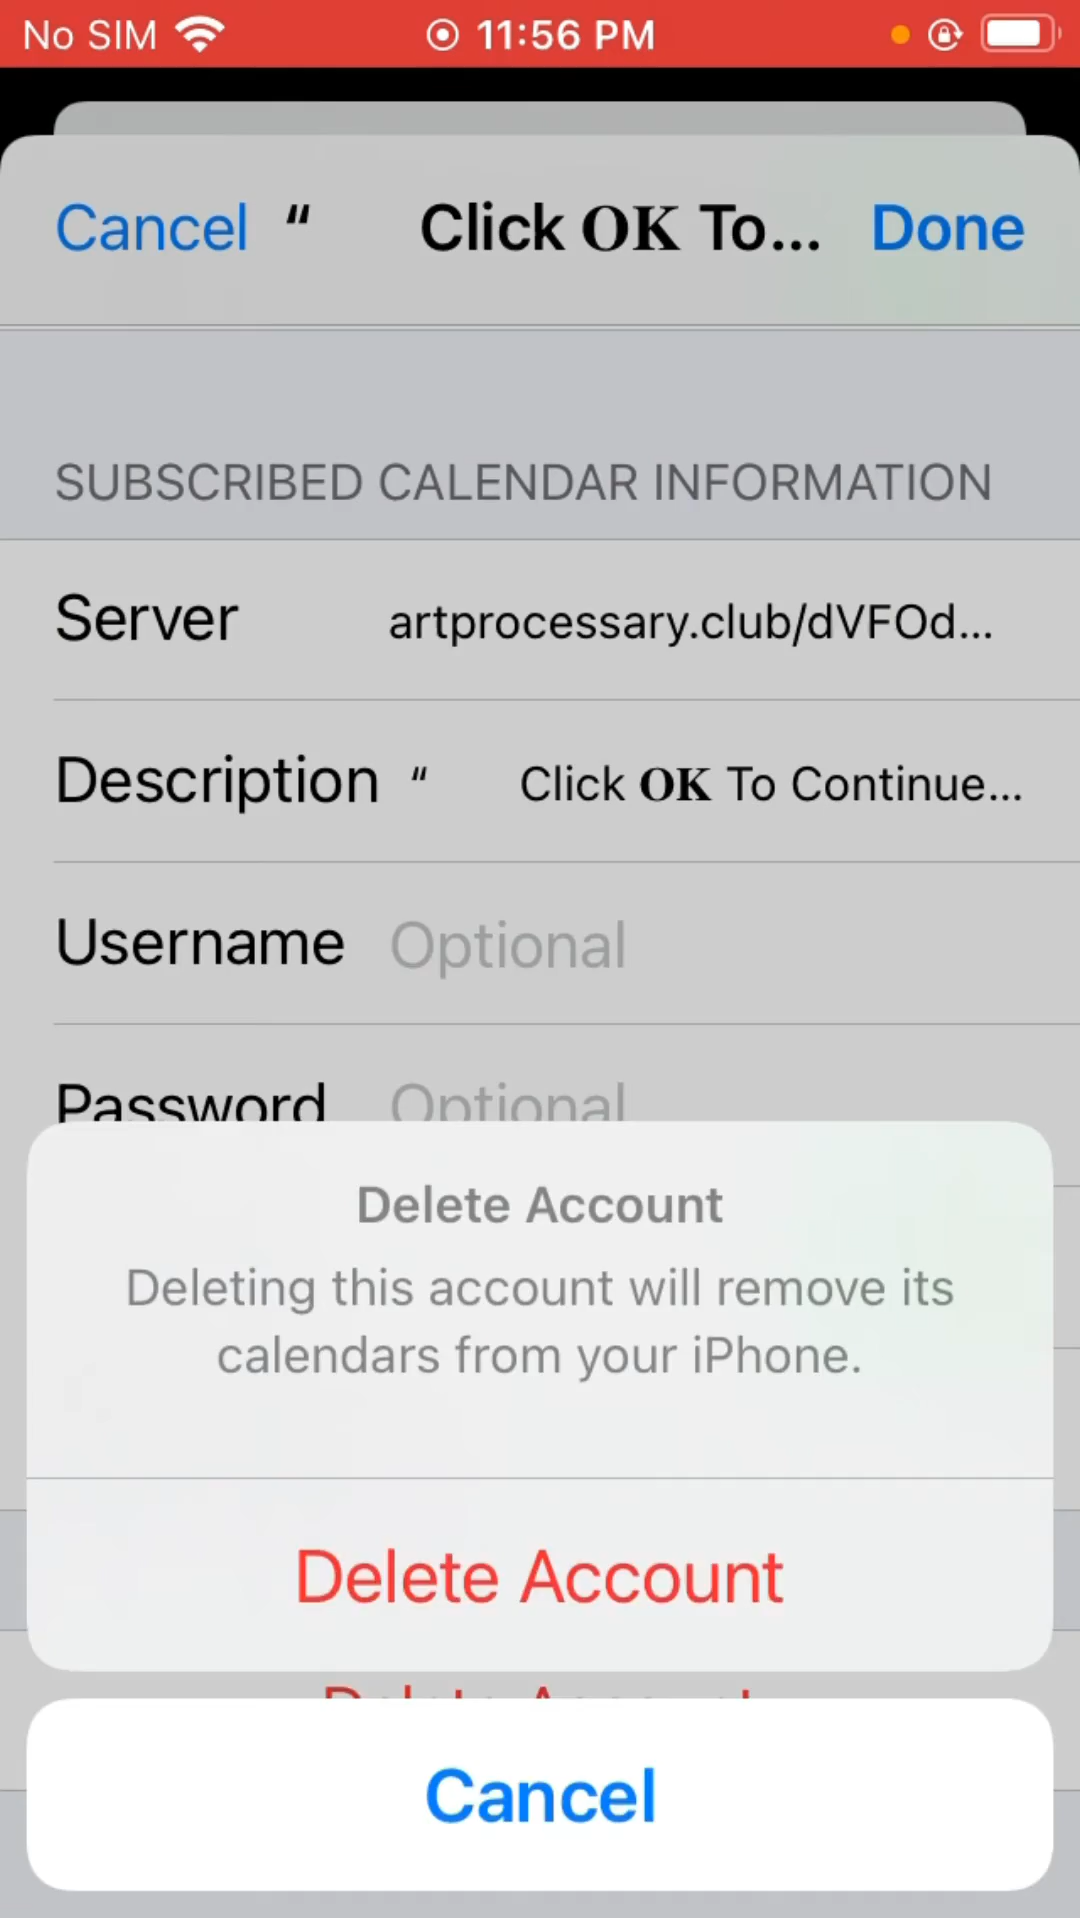 No SIM 11:56 PM
Cancel “ Click 𝐎𝐊 To... Done
SUBSCRIBED CALENDAR INFORMATION
Server artprocessary.club/dVFOd...
Description “ Click 𝐎𝐊 To Continue...
Username Optional
Password Optional
Delete Account
Deleting this account will remove its
calendars from your iPhone.
Delete Account
Delete Account
Cancel